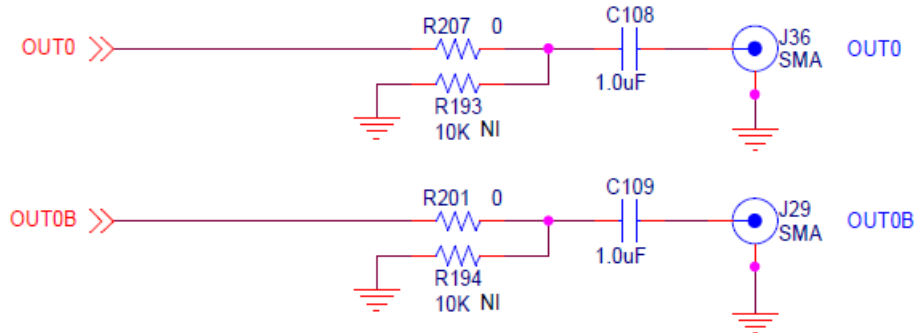 OUT0
R207 0
C108
J36
SMA
OUT0
1.0uF
R193
10K NI
OUT0B
R201 0
C109
J29
SMA
OUT0B
1.0uF
R194
10K NI